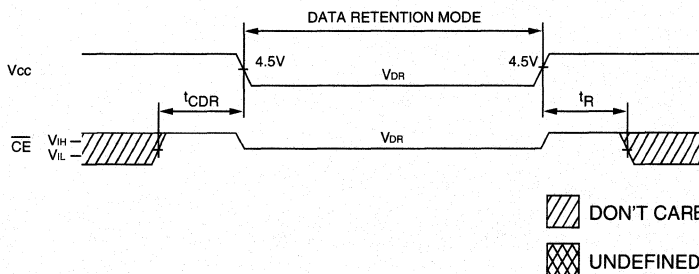 DATA RETENTION MODE
Vcc
4.5V
VDR
4.5V
tCDR
tR
CE
VIH
VIL
VDR
DON'T CARE
UNDEFINED